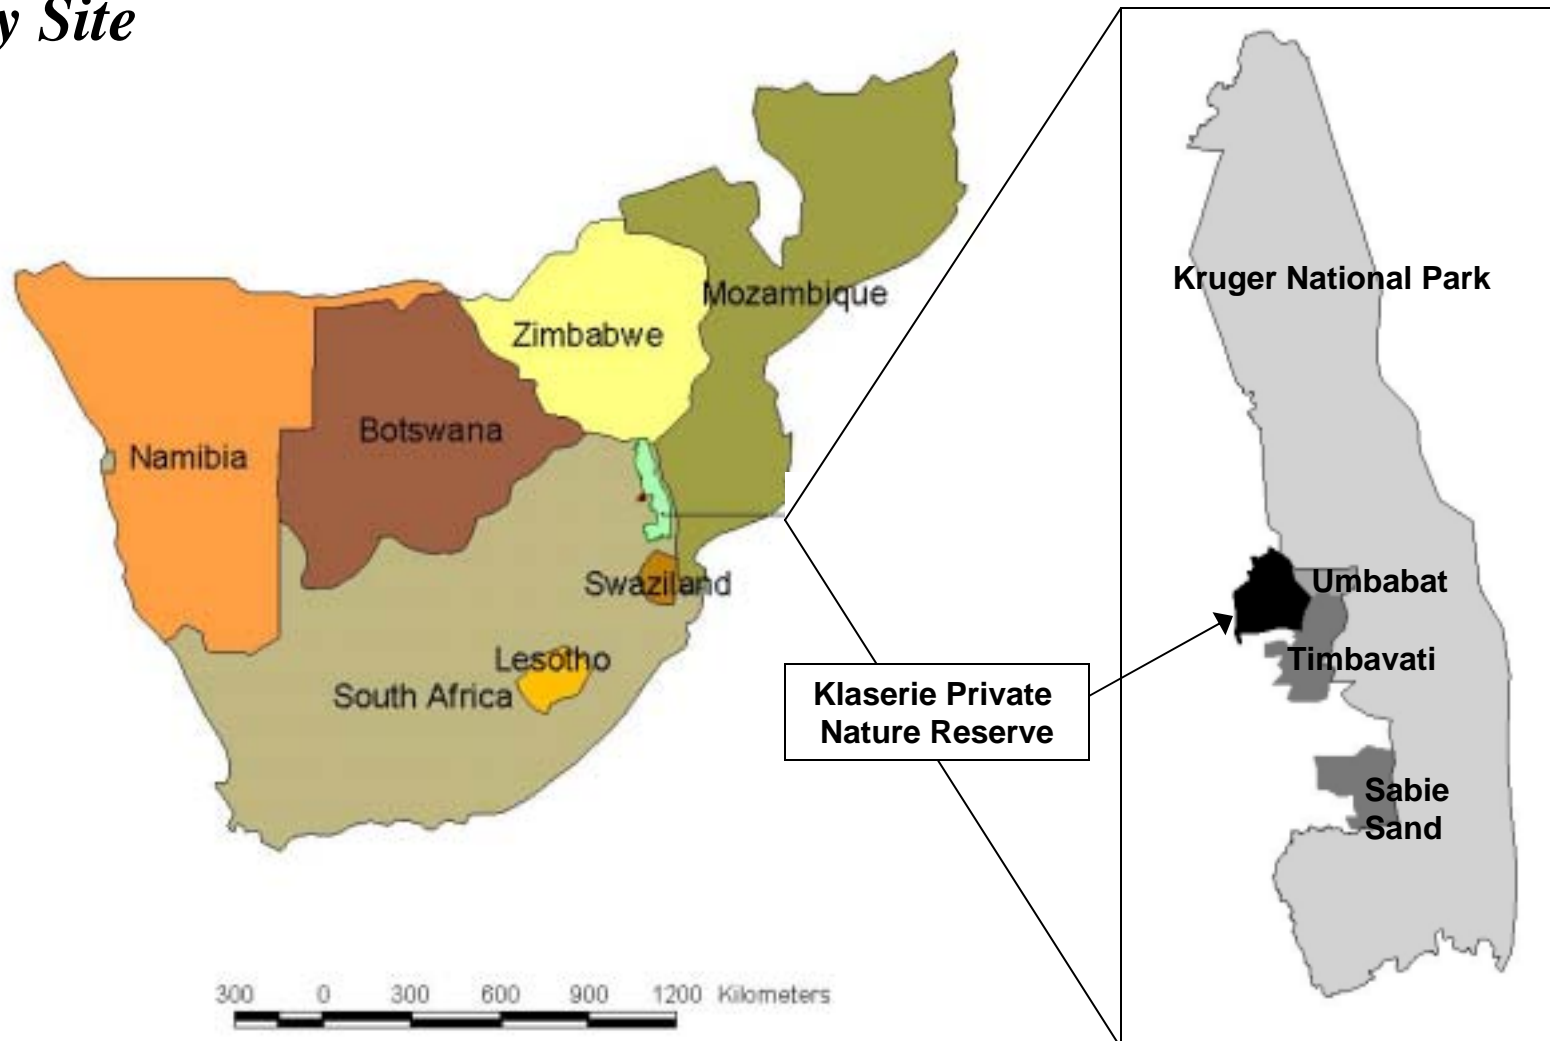 y Site
Mozambique
Zimbabwe
Botswana
Namibia
Swaziland
Lesotho
South Africa
300 0 300 600 900 1200 Kilometers
Klaserie Private
Nature Reserve
Kruger National Park
Umbabat
Timbavati
Sabie
Sand